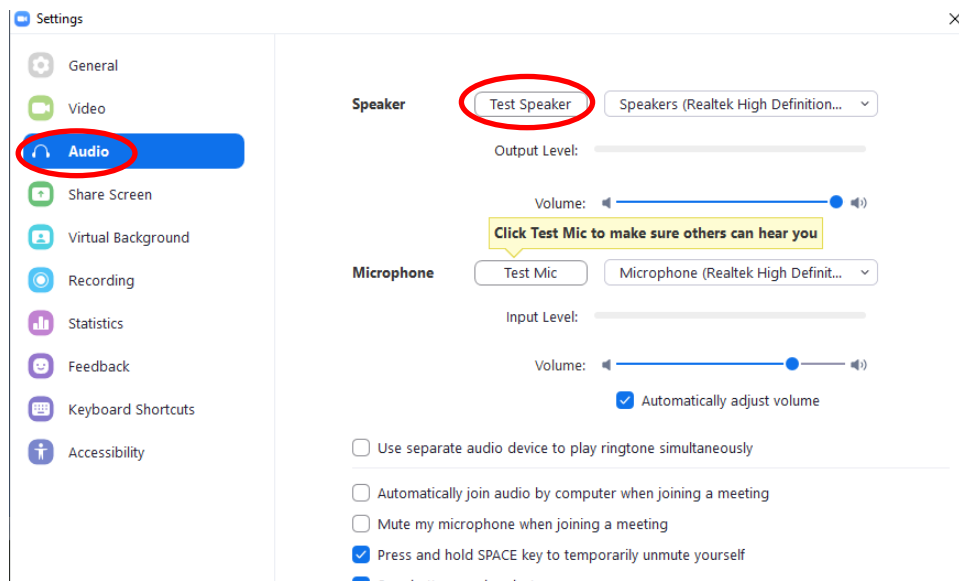 Settings
General
Video
Audio
Share Screen
Virtual Background
Recording
Statistics
Feedback
Keyboard Shortcuts
Accessibility
Speaker
Test Speaker
Speakers (Realtek High Definition...
Output Level:
Volume:
Click Test Mic to make sure others can hear you
Microphone
Test Mic
Microphone (Realtek High Definit...
Input Level:
Volume:
Automatically adjust volume
Use separate audio device to play ringtone simultaneously
Automatically join audio by computer when joining a meeting
Mute my microphone when joining a meeting
Press and hold SPACE key to temporarily unmute yourself